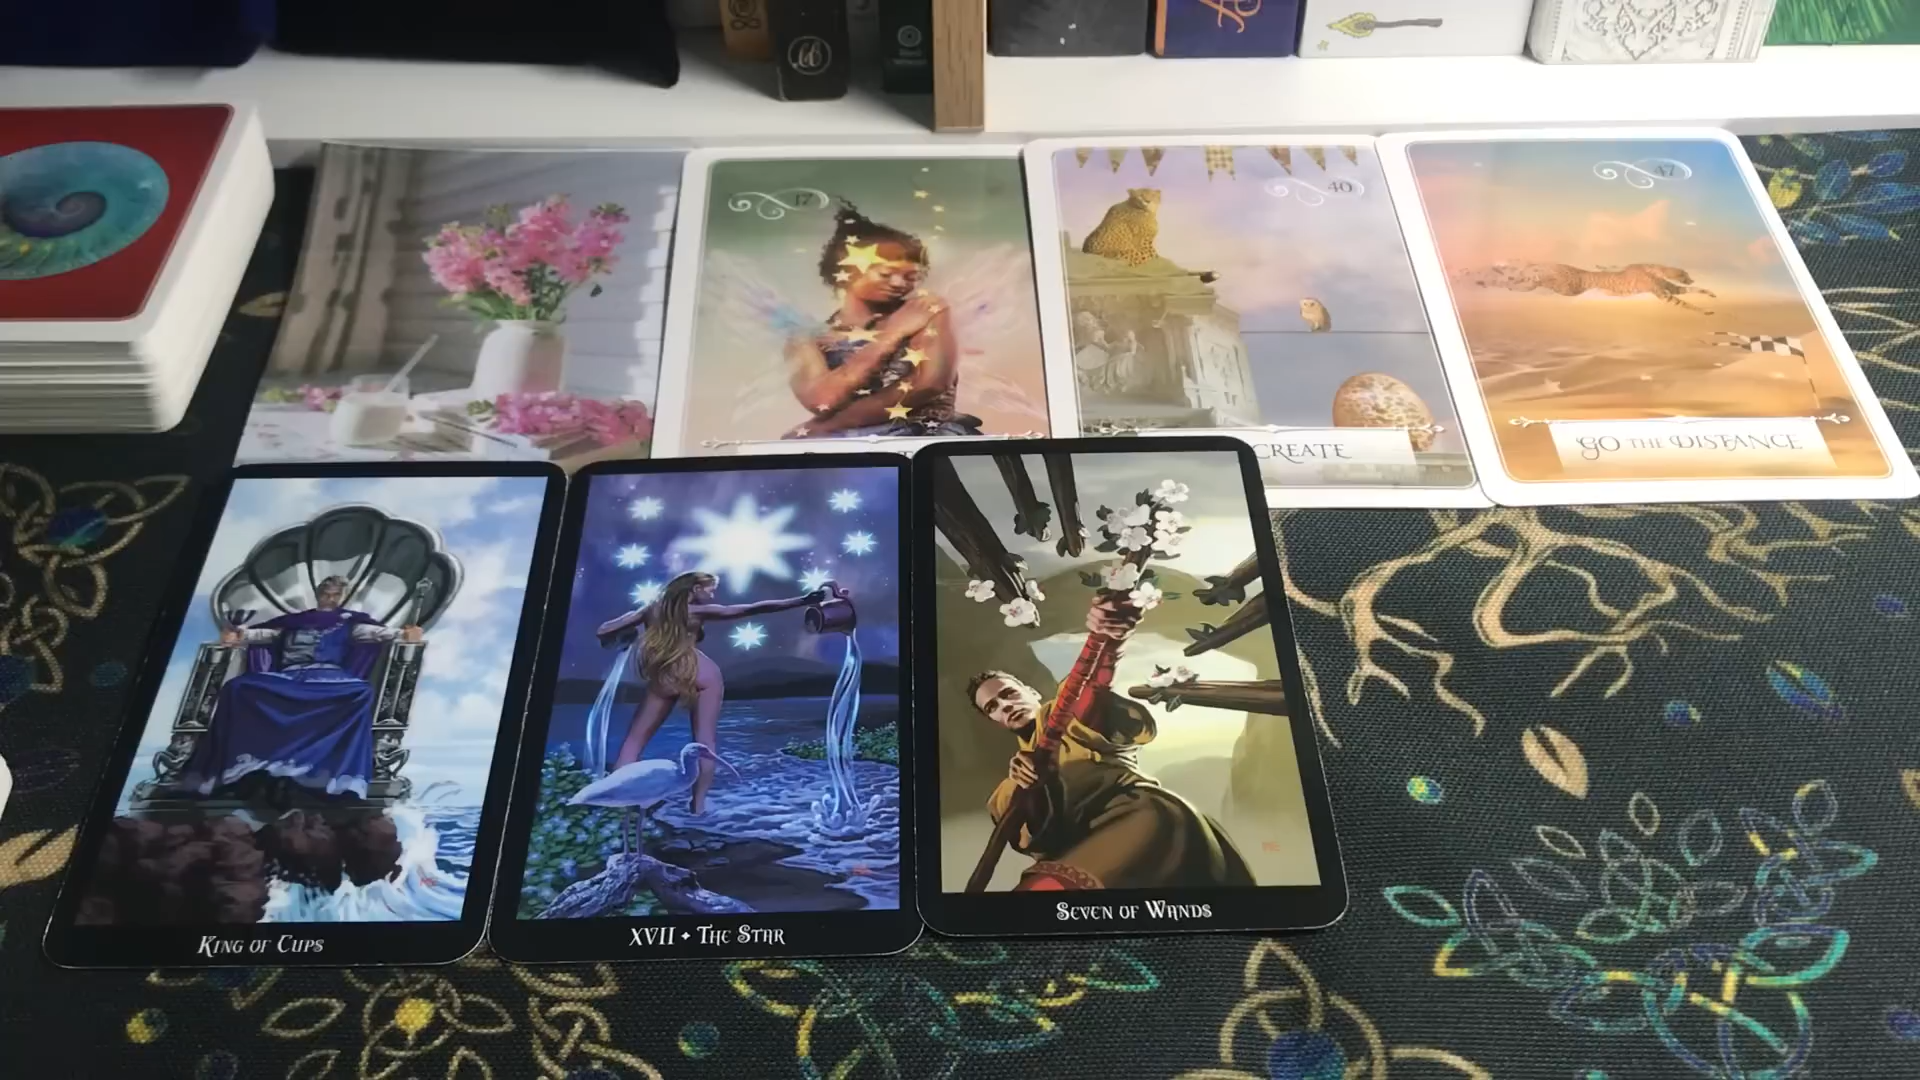 17
40
47
CREATE
GO THE DISTANCE
KING OF CUPS
XVII ✦ THE STAR
SEVEN OF WANDS